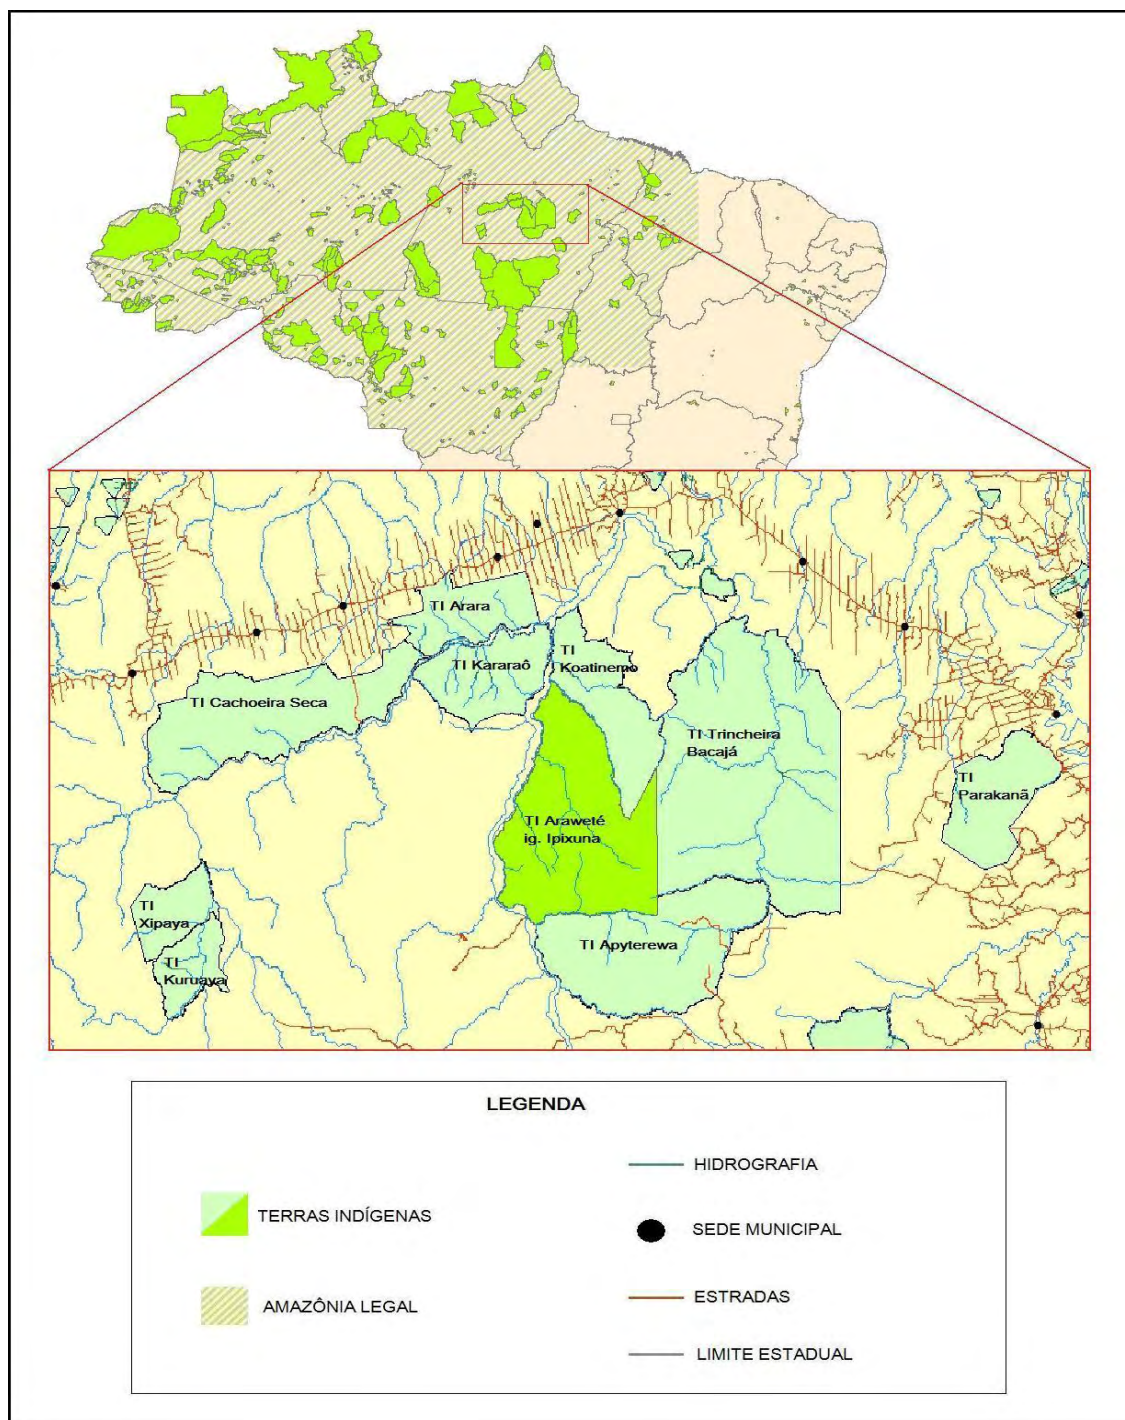 TI Arara
TI Kararaô
TI
Koatinemo
TI Cachoeira Seca
TI Trincheira
Bacajá
TI
Parakanã
TI Araweté
ig. Ipixuna
TI
Xipaya
TI
Kuruaya
TI Apyterewa
LEGENDA
TERRAS INDÍGENAS
AMAZÔNIA LEGAL
HIDROGRAFIA
SEDE MUNICIPAL
ESTRADAS
LIMITE ESTADUAL